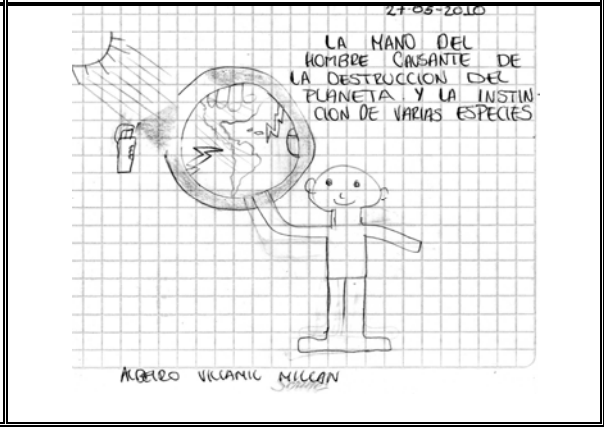 27-05-2010
LA MANO DEL
HOMBRE CAUSANTE DE
LA DESTRUCCION DEL
PLANETA Y LA INSTIN-
CION DE VARIAS ESPECIES
ALBEIRO VILLAMIL MILLAN